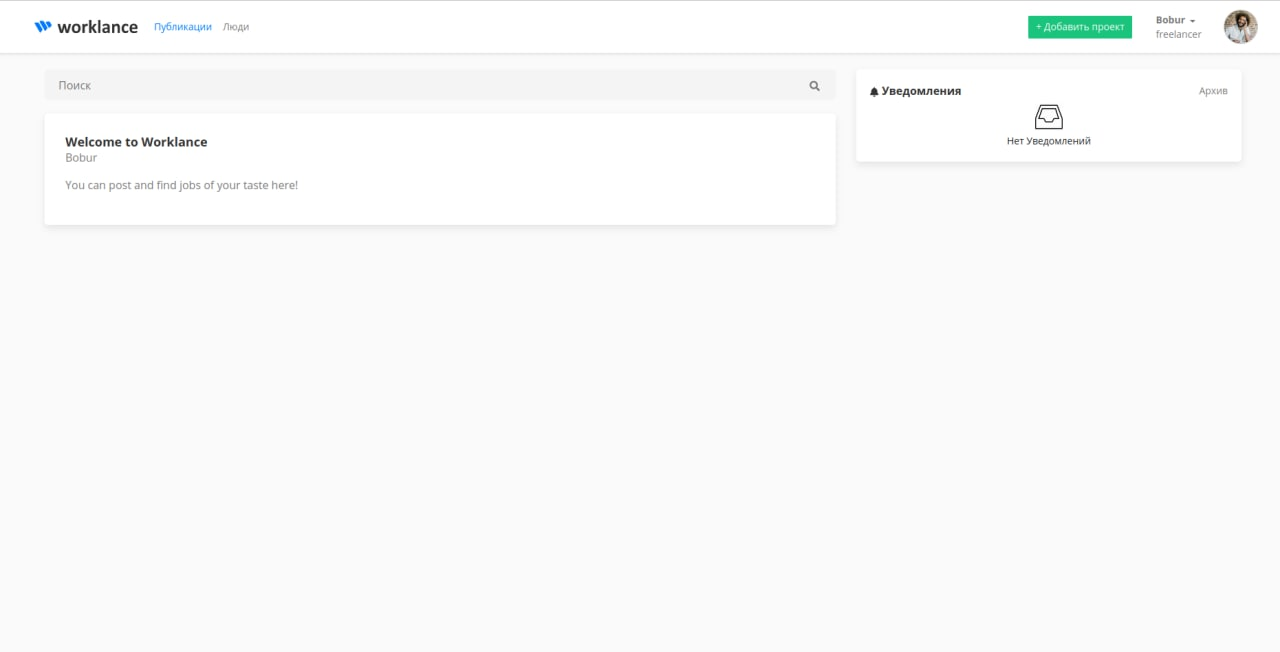 worklance Публикации Люди
+ Добавить проект
Bobur
freelancer
Поиск
Welcome to Worklance
Bobur
You can post and find jobs of your taste here!
Уведомления Архив
Нет Уведомлений